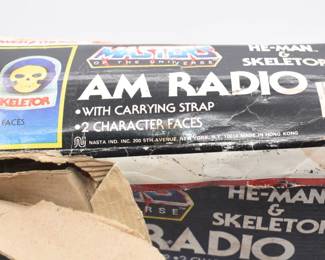 MASTERS
OF THE UNIVERSE
HE-MAN.
&
SKELETOR
AM RADIO
• WITH CARRYING STRAP
• 2 CHARACTER FACES
NASTA IND. INC. 200 5TH. AVENUE, NEW YORK, N.Y. 10010 MADE IN HONG KONG
SKELETOR
FACES
HE-MAN
&
SKELETOR
RADIO